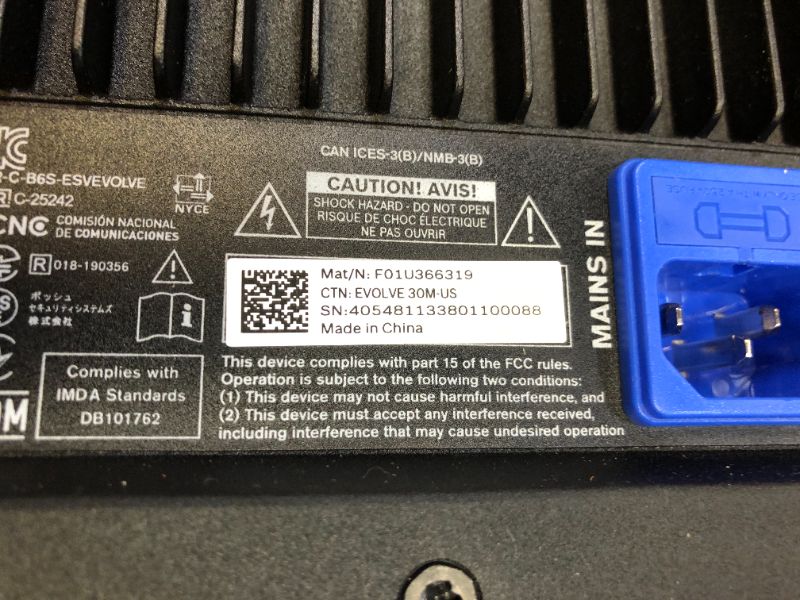 CAN ICES-3(B)/NMB-3(B)
-C-B6S-ESVEVOLVE
R C-25242
NYCE
CNC COMISIÓN NACIONAL
DE COMUNICACIONES
R 018-190356
ボッシュ
セキュリティシステムズ
株式会社
Complies with
IMDA Standards
DB101762
CAUTION! AVIS!
SHOCK HAZARD - DO NOT OPEN
RISQUE DE CHOC ÉLECTRIQUE
NE PAS OUVRIR
Mat/N: F01U366319
CTN: EVOLVE 30M-US
SN:405481133801100088
Made in China
This device complies with part 15 of the FCC rules.
Operation is subject to the following two conditions:
(1) This device may not cause harmful interference, and
(2) This device must accept any interference received,
including interference that may cause undesired operation
MAINS IN